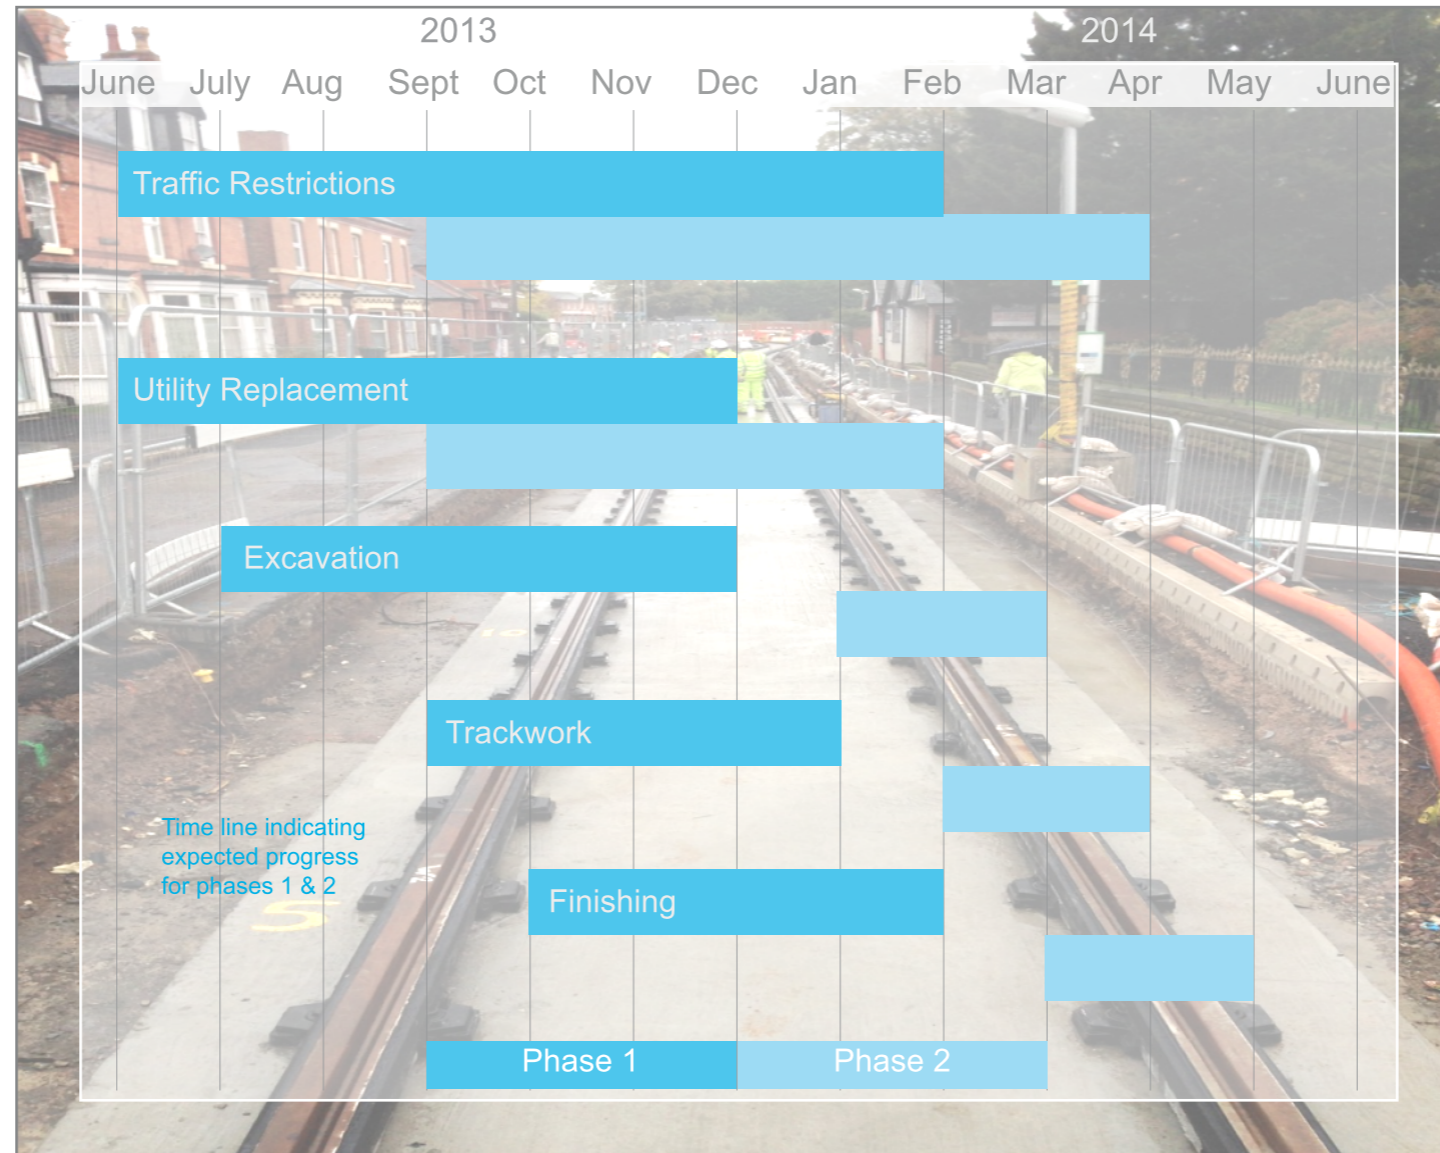 2013 2014
June July Aug Sept Oct Nov Dec Jan Feb Mar Apr May June
Traffic Restrictions
Utility Replacement
Excavation
Trackwork
Time line indicating
expected progress
for phases 1 & 2
Finishing
Phase 1 Phase 2